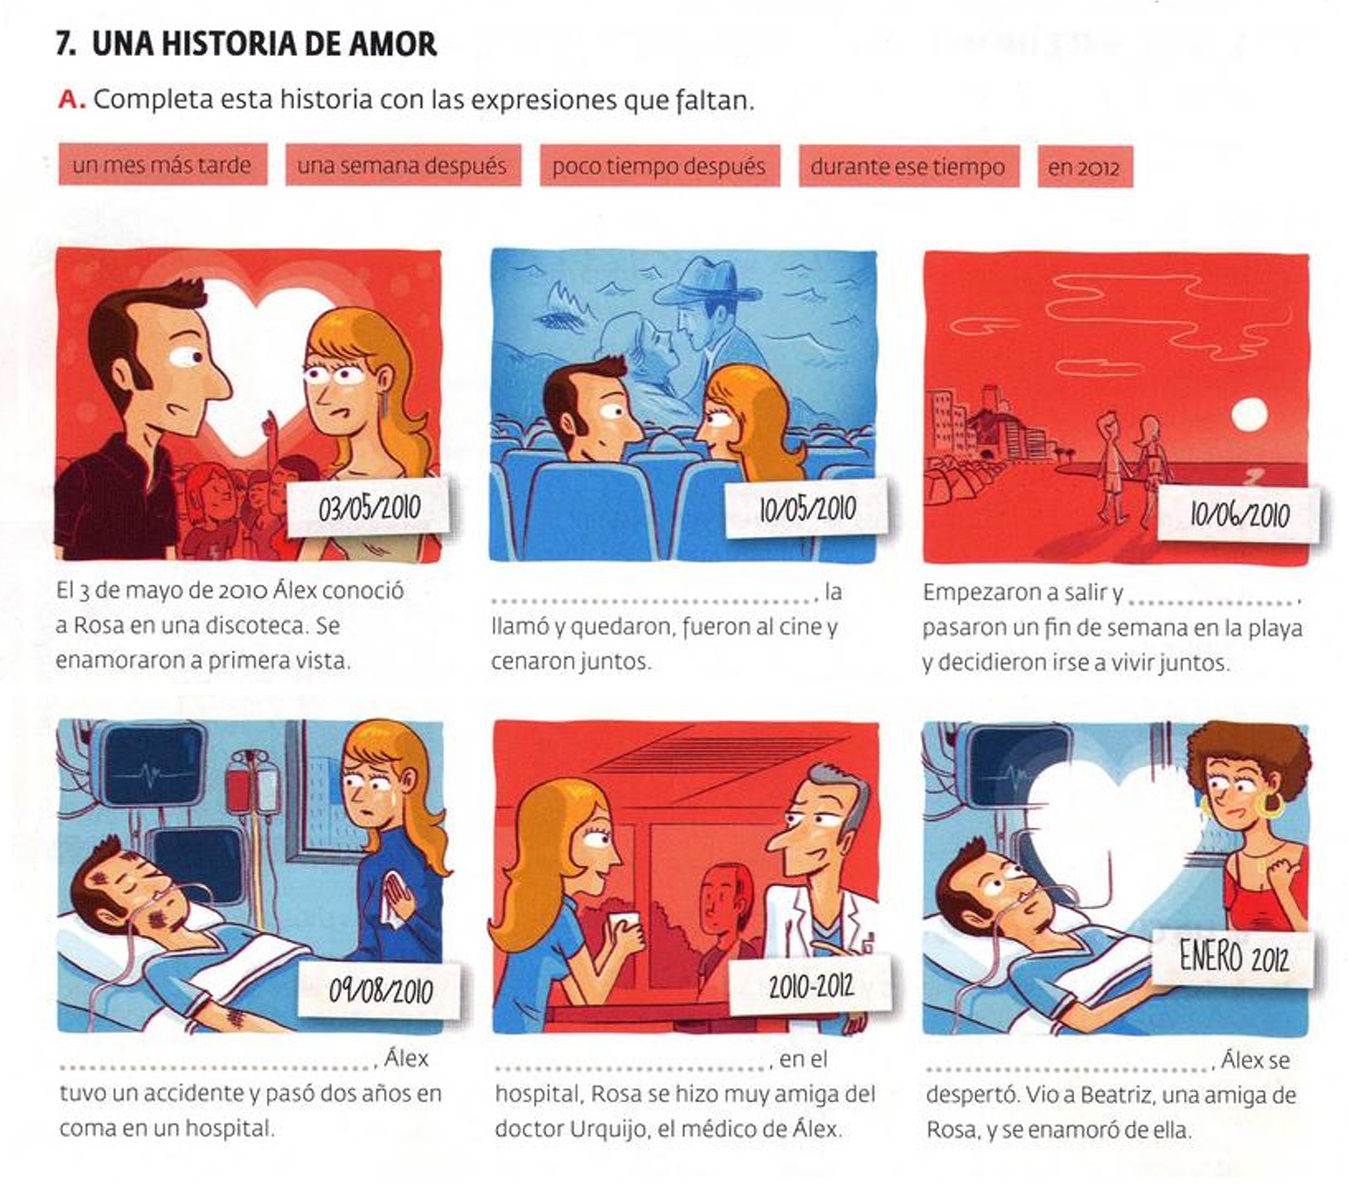 7. UNA HISTORIA DE AMOR
A. Completa esta historia con las expresiones que faltan.
un mes más tarde
una semana después
poco tiempo después
durante ese tiempo
en 2012
03/05/2010
10/05/2010
10/06/2010
El 3 de mayo de 2010 Álex conoció
a Rosa en una discoteca. Se
enamoraron a primera vista.
...................................., la
llamó y quedaron, fueron al cine y
cenaron juntos.
Empezaron a salir y ..................,
pasaron un fin de semana en la playa
y decidieron irse a vivir juntos.
09/08/2010
2010-2012
ENERO 2012
..................................., Álex
tuvo un accidente y pasó dos años en
coma en un hospital.
..............................., en el
hospital, Rosa se hizo muy amiga del
doctor Urquijo, el médico de Álex.
................................, Álex se
despertó. Vio a Beatriz, una amiga de
Rosa, y se enamoró de ella.